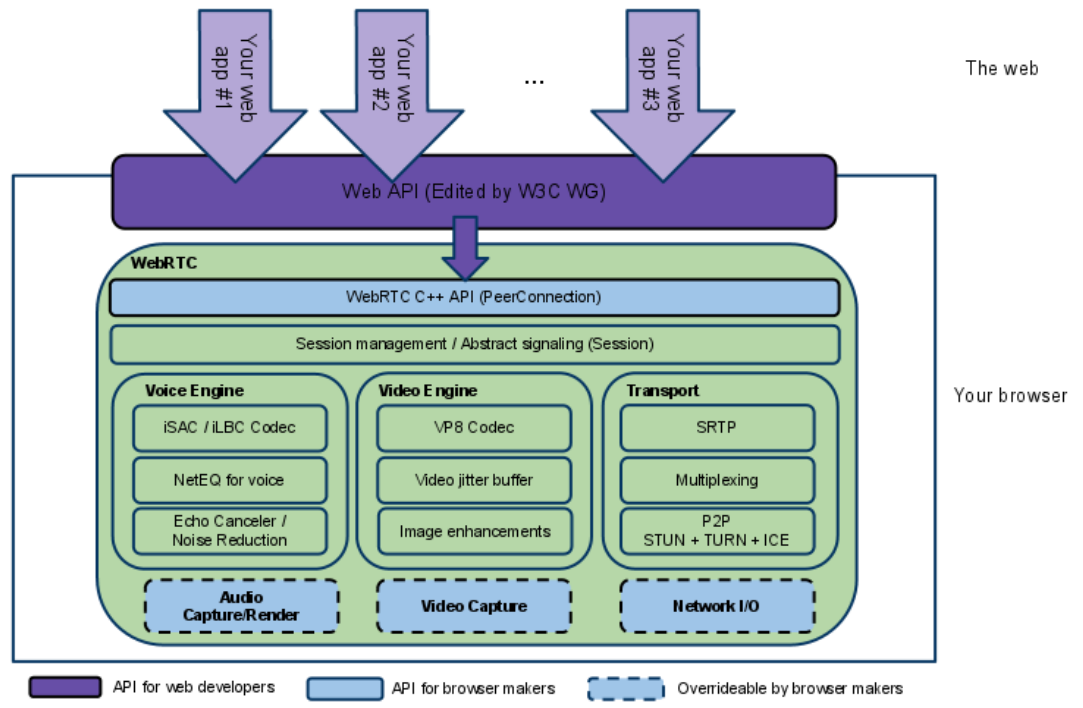 Your web
app #1
Your web
app #2
...
Your web
app #3
The web
Web API (Edited by W3C WG)
WebRTC
WebRTC C++ API (PeerConnection)
Session management / Abstract signaling (Session)
Your browser
Voice Engine
iSAC / iLBC Codec
NetEQ for voice
Echo Canceler /
Noise Reduction
Video Engine
VP8 Codec
Video jitter buffer
Image enhancements
Transport
SRTP
Multiplexing
P2P
STUN + TURN + ICE
Audio
Capture/Render
Video Capture
Network I/O
API for web developers
API for browser makers
Overrideable by browser makers